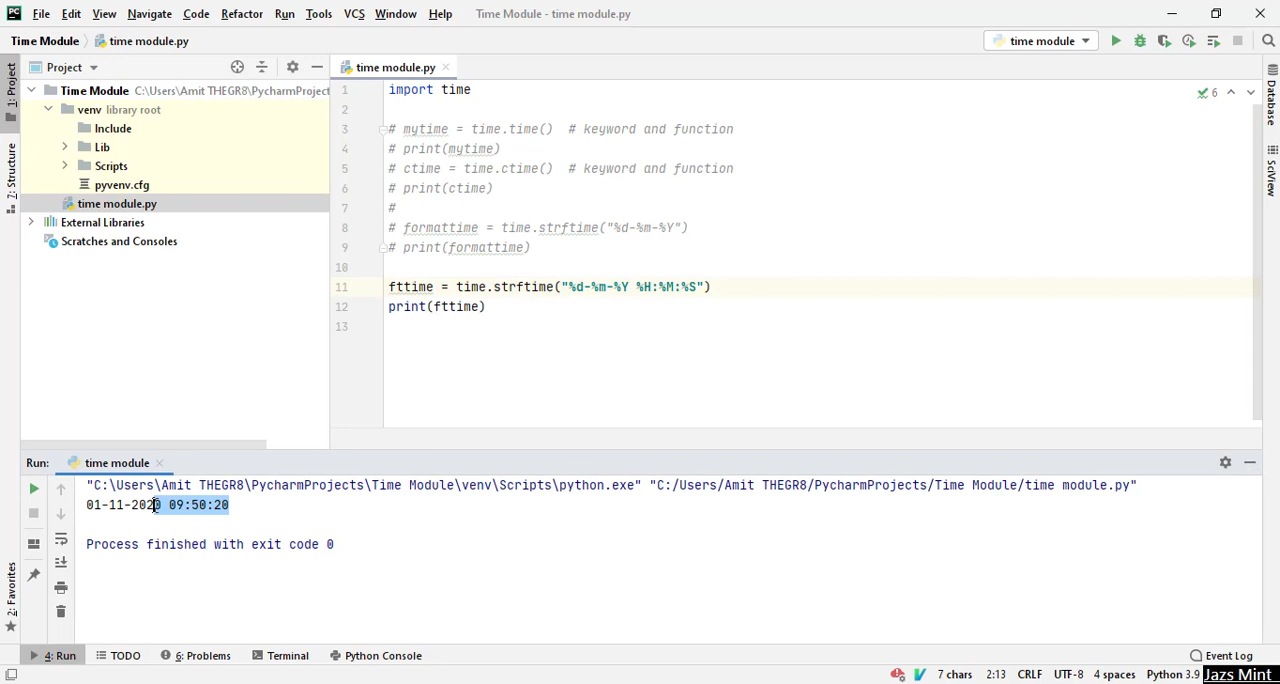 PC File Edit View Navigate Code Refactor Run Tools VCS Window Help Time Module - time module.py
Time Module time module.py time module
1: Project
7: Structure
2: Favorites
Project
Time Module C:\Users\Amit THEGR8\PycharmProject
venv library root
Include
Lib
Scripts
pyvenv.cfg
time module.py
External Libraries
Scratches and Consoles
time module.py
6
1 import time
2
3 # mytime = time.time() # keyword and function
4 # print(mytime)
5 # ctime = time.ctime() # keyword and function
6 # print(ctime)
7 #
8 # formattime = time.strftime("%d-%m-%Y")
9 # print(formattime)
10
11 fttime = time.strftime("%d-%m-%Y %H:%M:%S")
12 print(fttime)
13
Database
SciView
Run: time module
"C:\Users\Amit THEGR8\PycharmProjects\Time Module\venv\Scripts\python.exe" "C:/Users/Amit THEGR8/PycharmProjects/Time Module/time module.py"
01-11-2020 09:50:20
Process finished with exit code 0
4: Run TODO 6: Problems Terminal Python Console Event Log
7 chars 2:13 CRLF UTF-8 4 spaces Python 3.9 Jazs Mint